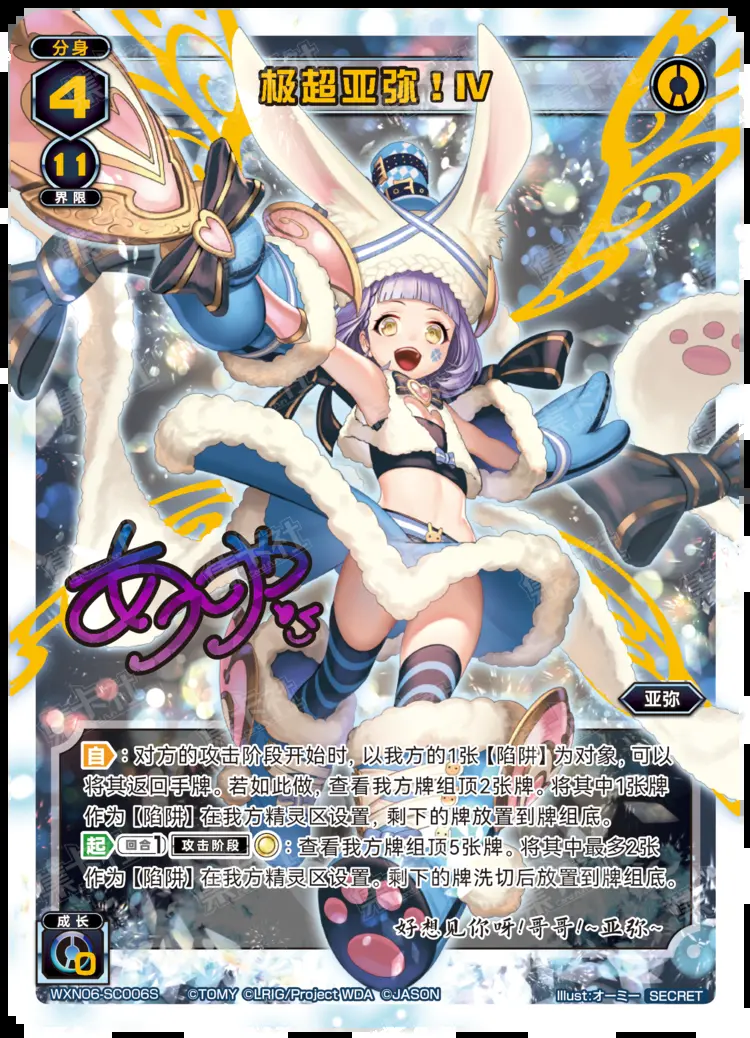 分身
极超亚弥！Ⅳ
4
11
界限
あーや
亚弥
自：对方的攻击阶段开始时，以我方的1张【陷阱】为对象，可以
将其返回手牌。若如此做，查看我方牌组顶2张牌。将其中1张牌
作为【陷阱】在我方精灵区设置，剩下的牌放置到牌组底。
起 回合1 攻击阶段 ：查看我方牌组顶5张牌。将其中最多2张
作为【陷阱】在我方精灵区设置。剩下的牌洗切后放置到牌组底。
好想见你呀！哥哥！~亚弥~
成长
0
WXN06-SC006S ©TOMY ©LRIG/Project WDA ©JASON Illust:オーミー SECRET